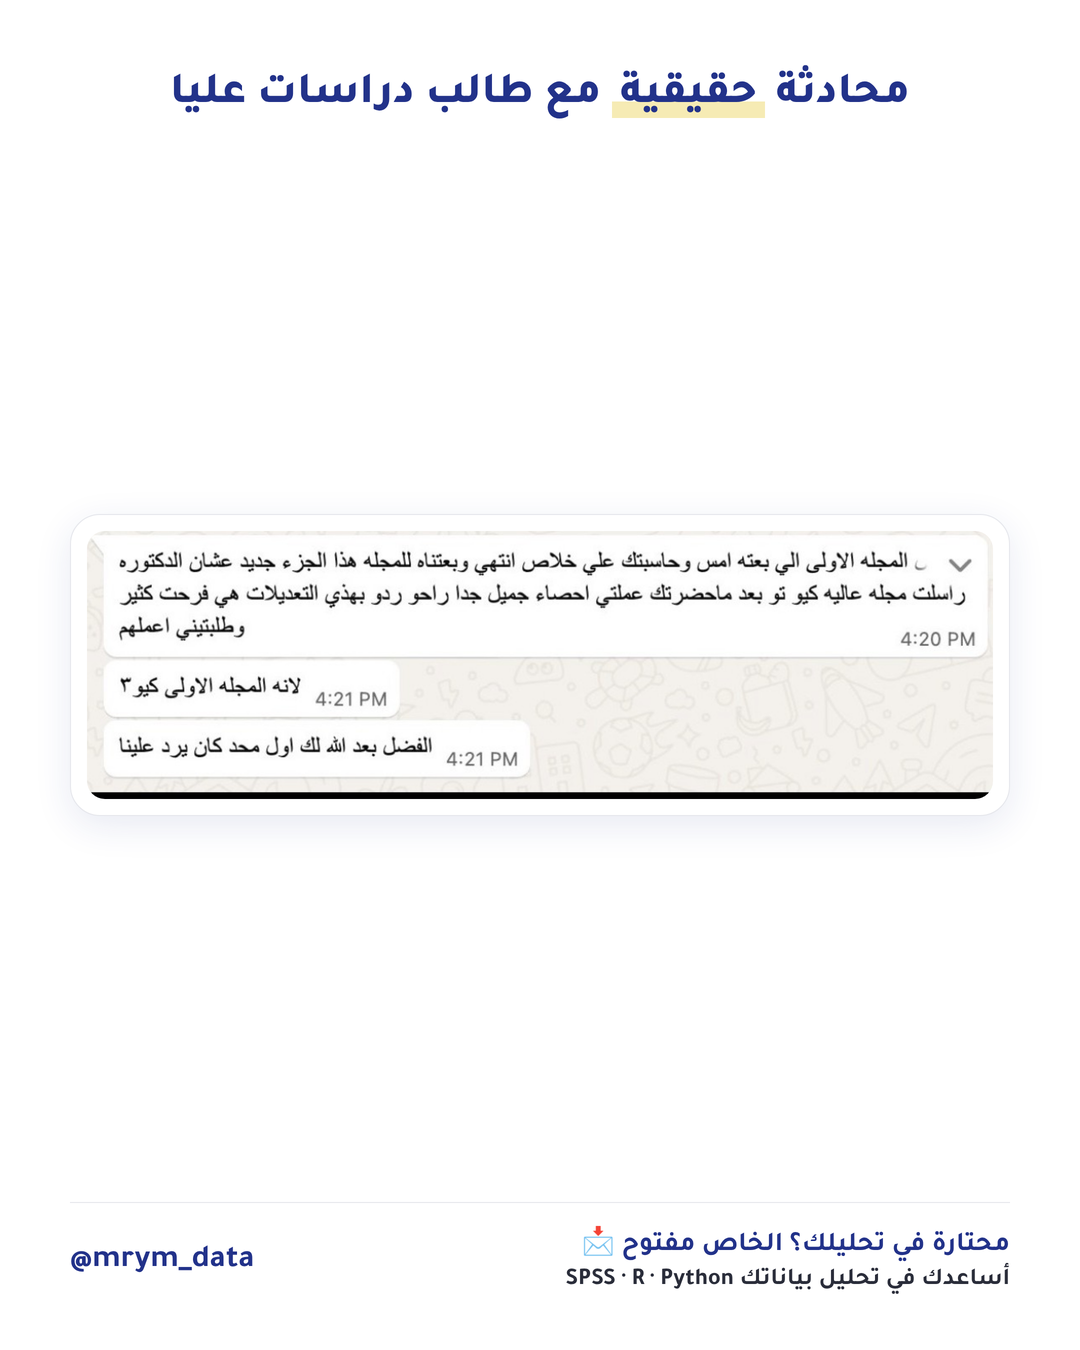 محادثة حقيقية مع طالب دراسات عليا
المجله الاولى الي بعته امس وحاسبتك علي خلاص انتهي وبعتناه للمجله هذا الجزء جديد عشان الدكتوره
راسلت مجله عاليه كيو تو بعد ماحضرتك عملتي احصاء جميل جدا راحو ردو بهذي التعديلات هي فرحت كثير
وطلبتيني اعملهم
4:20 PM
لانه المجله الاولى كيو٣
4:21 PM
الفضل بعد الله لك اول محد كان يرد علينا
4:21 PM
محتارة في تحليلك؟ الخاص مفتوح 📩
أساعدك في تحليل بياناتك SPSS · R · Python
@mrym_data